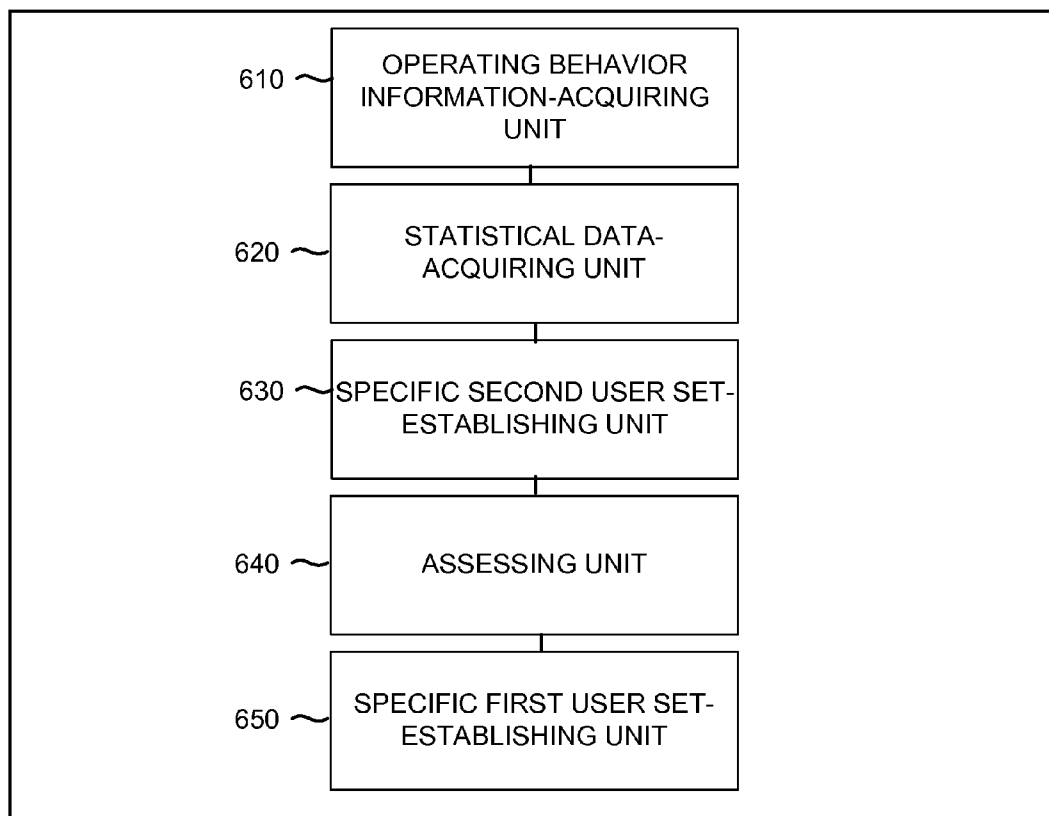 610
OPERATING BEHAVIOR
INFORMATION-ACQUIRING
UNIT
620
STATISTICAL DATA-
ACQUIRING UNIT
630
SPECIFIC SECOND USER SET-
ESTABLISHING UNIT
640
ASSESSING UNIT
650
SPECIFIC FIRST USER SET-
ESTABLISHING UNIT